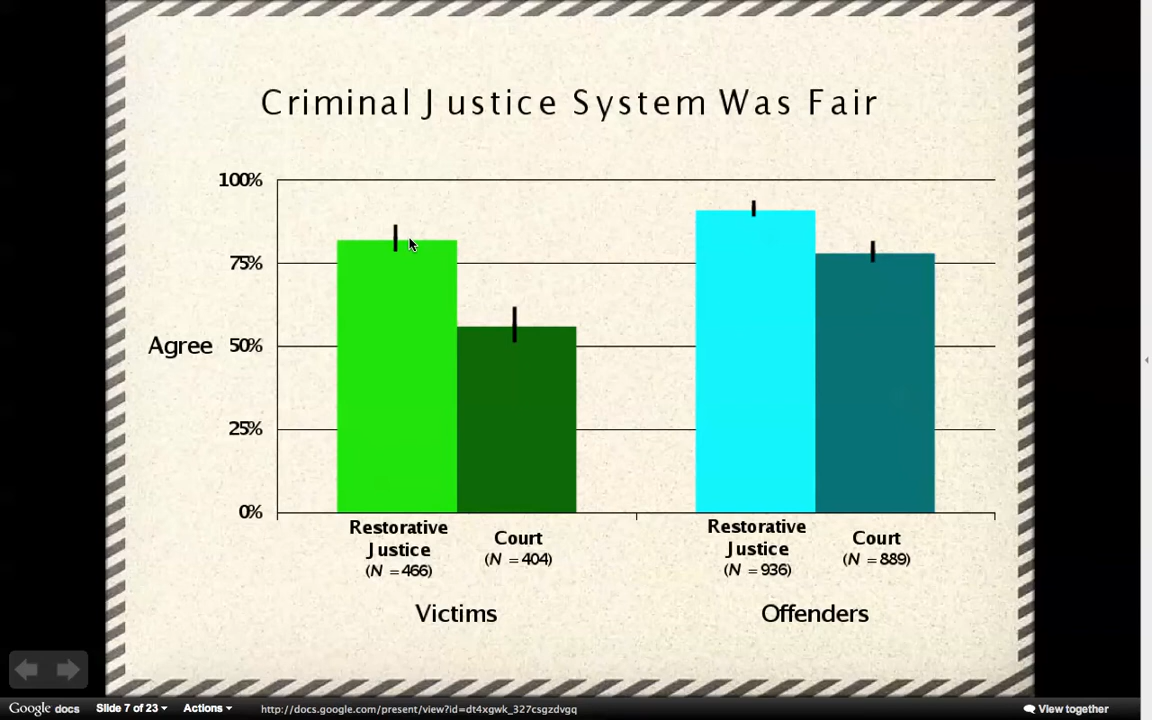 Criminal Justice System Was Fair
100%
75%
Agree 50%
25%
0%
Restorative
Justice
(N = 466)
Court
(N = 404)
Restorative
Justice
(N = 936)
Court
(N = 889)
Victims
Offenders
Google docs Slide 7 of 23 Actions http://docs.google.com/present/view?id=dt4xgwk_327csgzdvgq View together